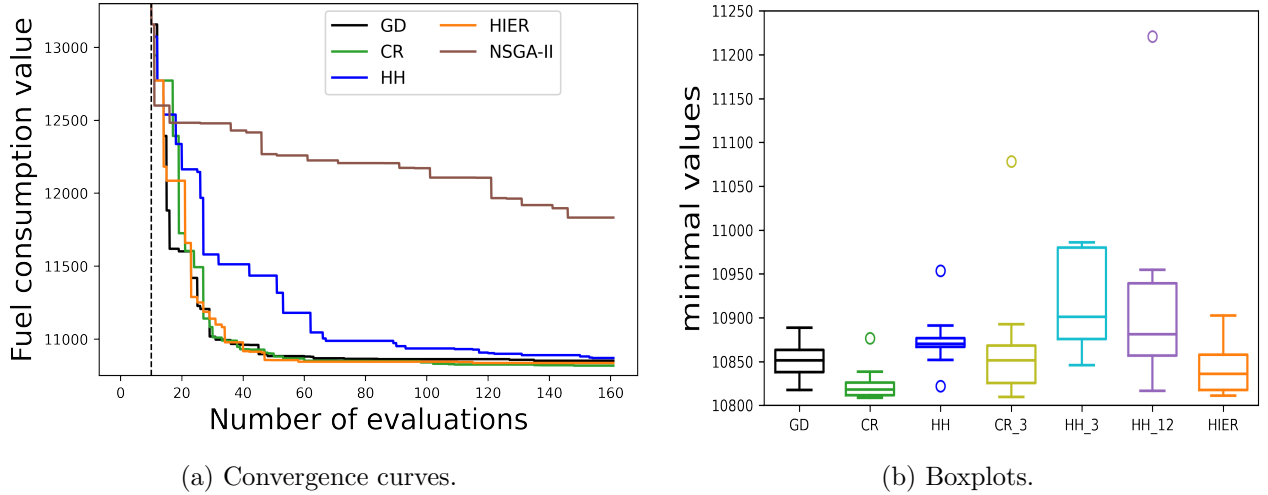 Fuel consumption value
13000
12500
12000
11500
11000
0 20 40 60 80 100 120 140 160
Number of evaluations
GD
CR
HH
HIER
NSGA-II
(a) Convergence curves.
minimal values
11250
11200
11150
11100
11050
11000
10950
10900
10850
10800
GD CR HH CR_3 HH_3 HH_12 HIER
(b) Boxplots.